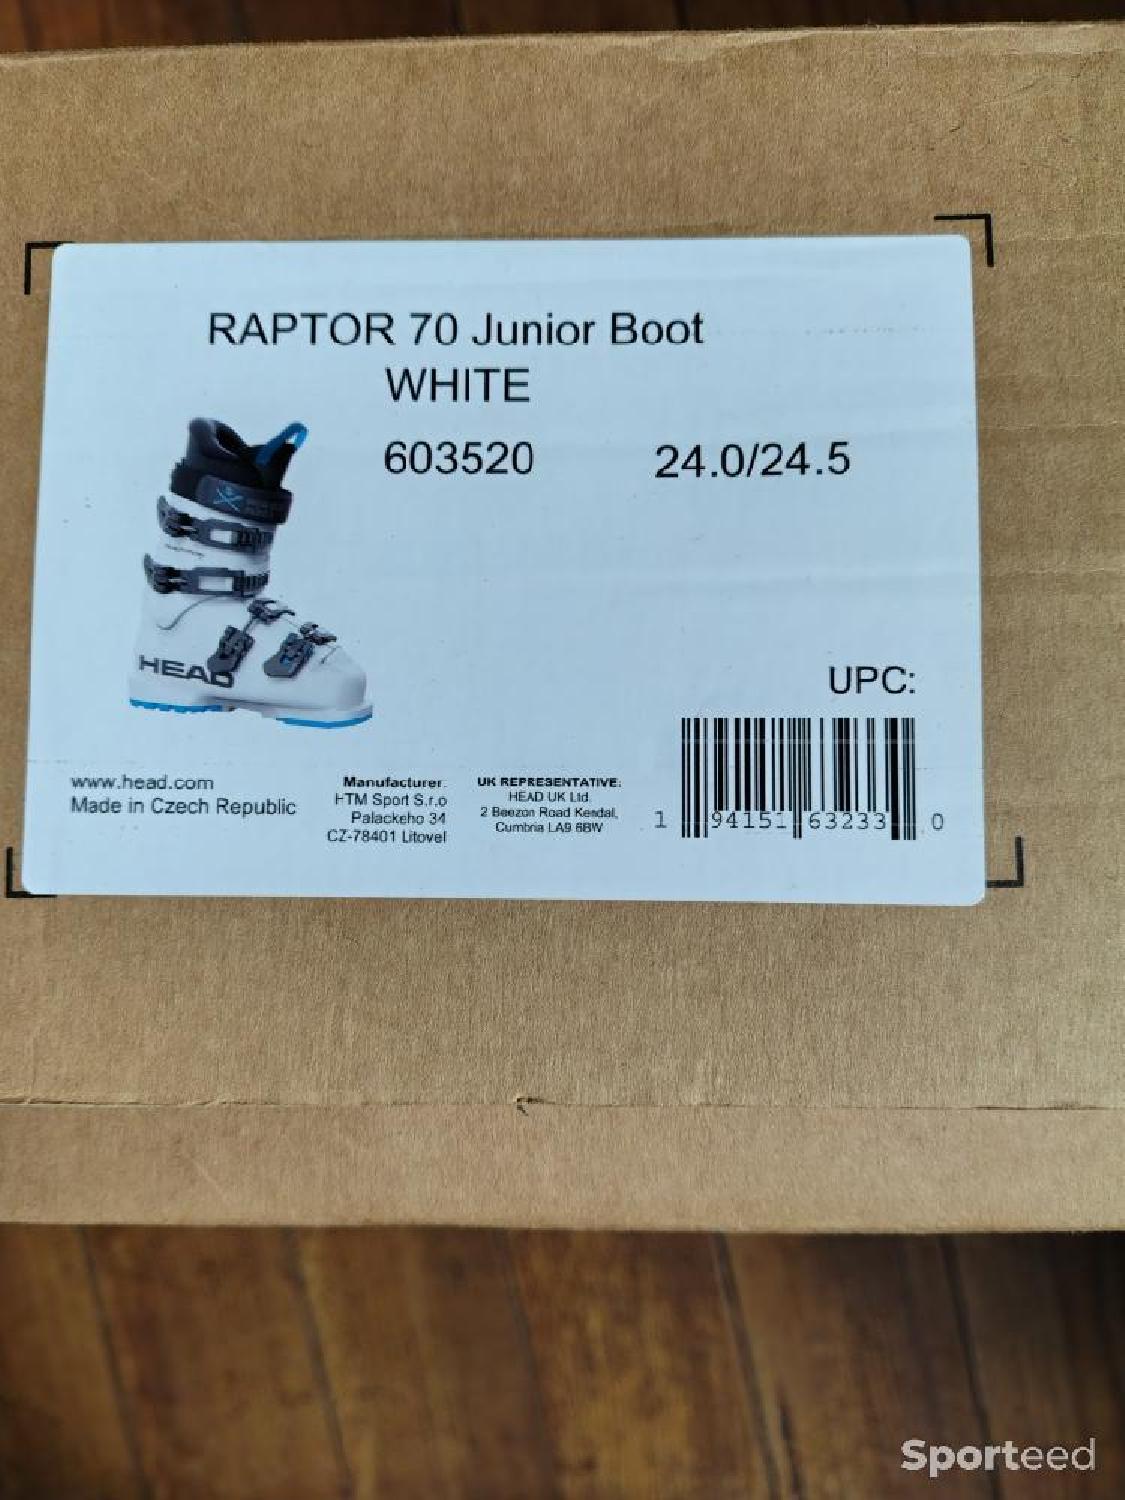 RAPTOR 70 Junior Boot
WHITE
603520 24.0/24.5
HEAD
UPC:
www.head.com
Made in Czech Republic
Manufacturer:
HTM Sport S.r.o
Palackeho 34
CZ-78401 Litovel
UK REPRESENTATIVE:
HEAD UK Ltd.
2 Beezon Road Kendal,
Cumbria LA9 6BW
1 94151 63233 0
Sporteed